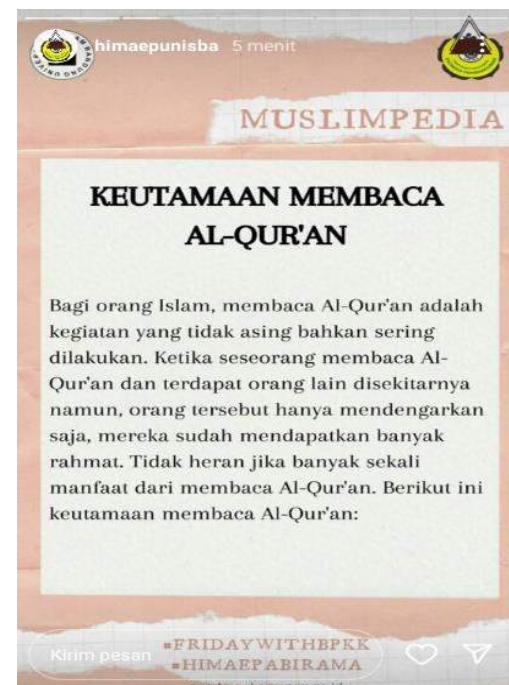 himaepunisba 5 menit
MUSLIMPEDIA
KEUTAMAAN MEMBACA
AL-QUR'AN
Bagi orang Islam, membaca Al-Qur'an adalah
kegiatan yang tidak asing bahkan sering
dilakukan. Ketika seseorang membaca Al-
Qur'an dan terdapat orang lain disekitarnya
namun, orang tersebut hanya mendengarkan
saja, mereka sudah mendapatkan banyak
rahmat. Tidak heran jika banyak sekali
manfaat dari membaca Al-Qur'an. Berikut ini
keutamaan membaca Al-Qur'an:
#FRIDAYWITHBPKK
Kirim pesan
#HIMAEPABIRAMA